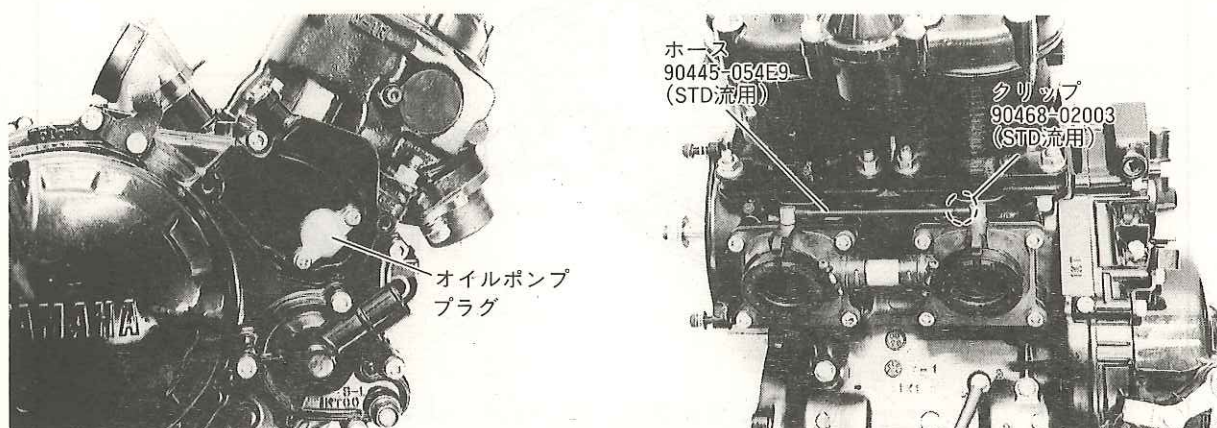 オイルポンプ
プラグ
YAMAHA
ホース
90445-054E9
(STD流用)
クリップ
90468-02003
(STD流用)
1KT